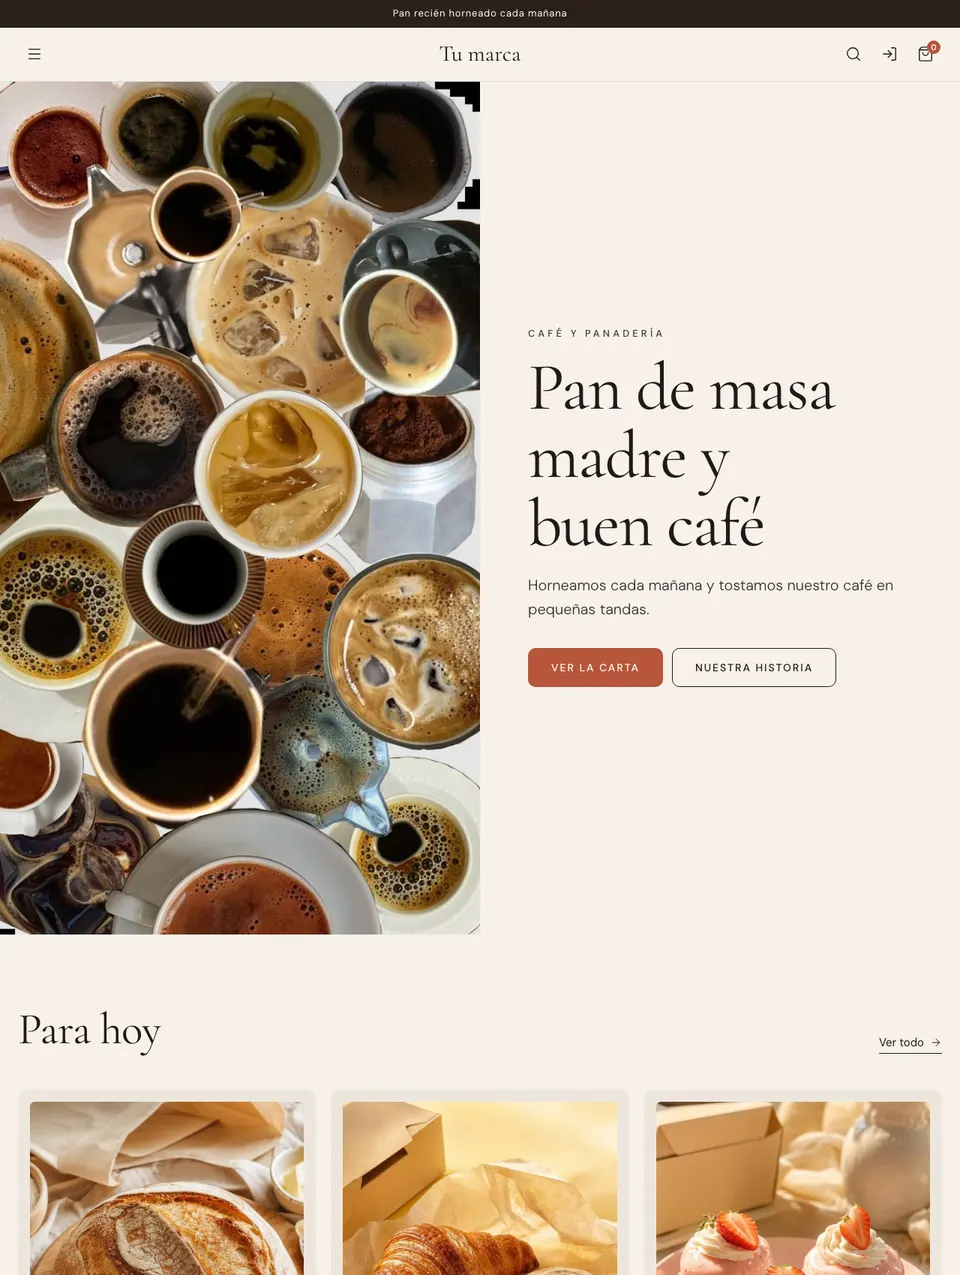 Pan recién horneado cada mañana
Tu marca
0
CAFÉ Y PANADERÍA
Pan de masa
madre y
buen café
Horneamos cada mañana y tostamos nuestro café en
pequeñas tandas.
VER LA CARTA
NUESTRA HISTORIA
Para hoy
Ver todo